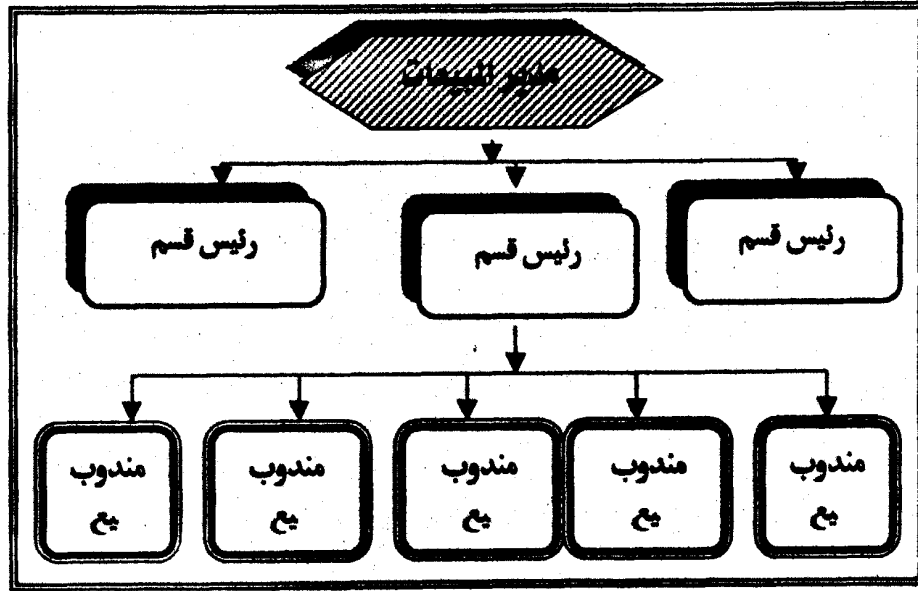 مدير المبيعات
رئيس قسم
رئيس قسم
رئيس قسم
مندوب
بيع
مندوب
بيع
مندوب
بيع
مندوب
بيع
مندوب
بيع